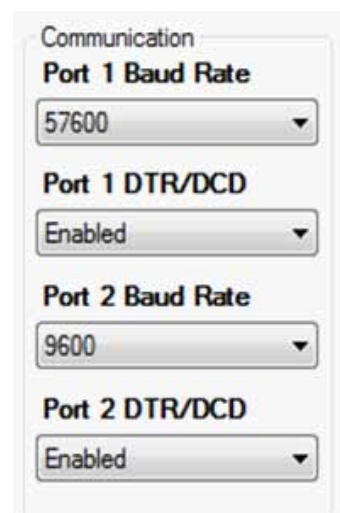 Communication
Port 1 Baud Rate
57600
Port 1 DTR/DCD
Enabled
Port 2 Baud Rate
9600
Port 2 DTR/DCD
Enabled